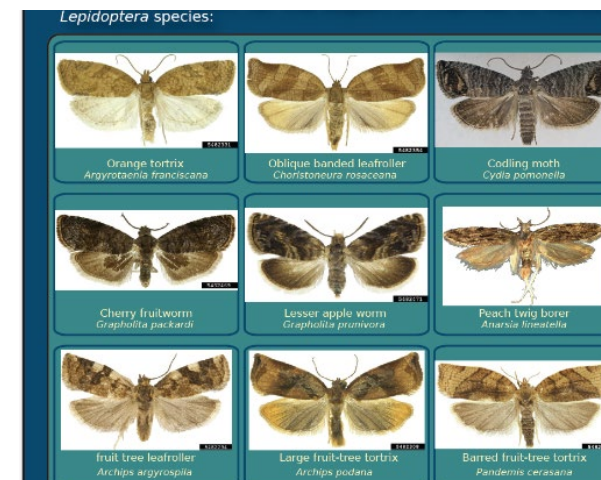 Lepidoptera species:
Orange tortrix
Argyrotaenia franciscana
Oblique banded leafroller
Choristoneura rosaceana
Codling moth
Cydia pomonella
Cherry fruitworm
Grapholita packardi
Lesser apple worm
Grapholita prunivora
Peach twig borer
Anarsia lineatella
fruit tree leafroller
Archips argyrospila
Large fruit-tree tortrix
Archips podana
Barred fruit-tree tortrix
Pandemis cerasana